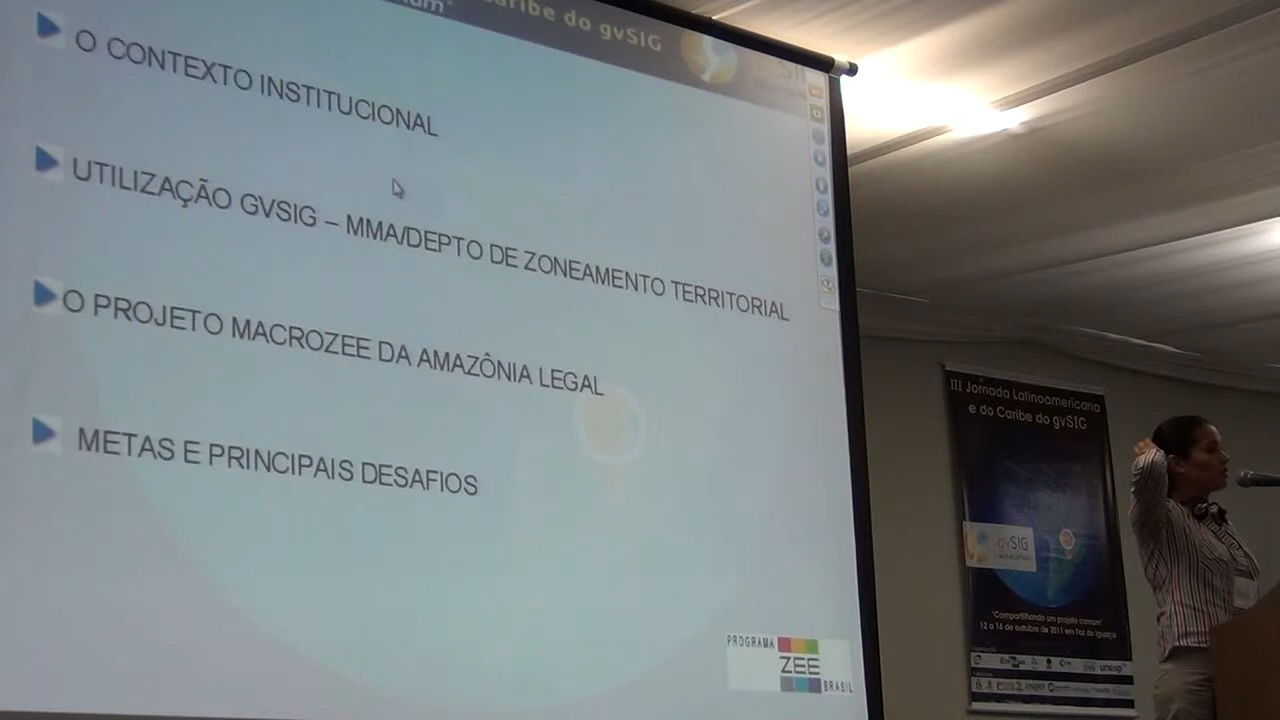 Caribe do gvSIG
O CONTEXTO INSTITUCIONAL
UTILIZAÇÃO GVSIG – MMA/DEPTO DE ZONEAMENTO TERRITORIAL
O PROJETO MACROZEE DA AMAZÔNIA LEGAL
METAS E PRINCIPAIS DESAFIOS
PROGRAMA
ZEE
BRASIL
III Jornada Latinoamericana
e do Caribe do gvSIG
gvSIG
"Compartilhando um projeto comum"
12 a 14 de outubro de 2011 em Foz do Iguaçu
unesp